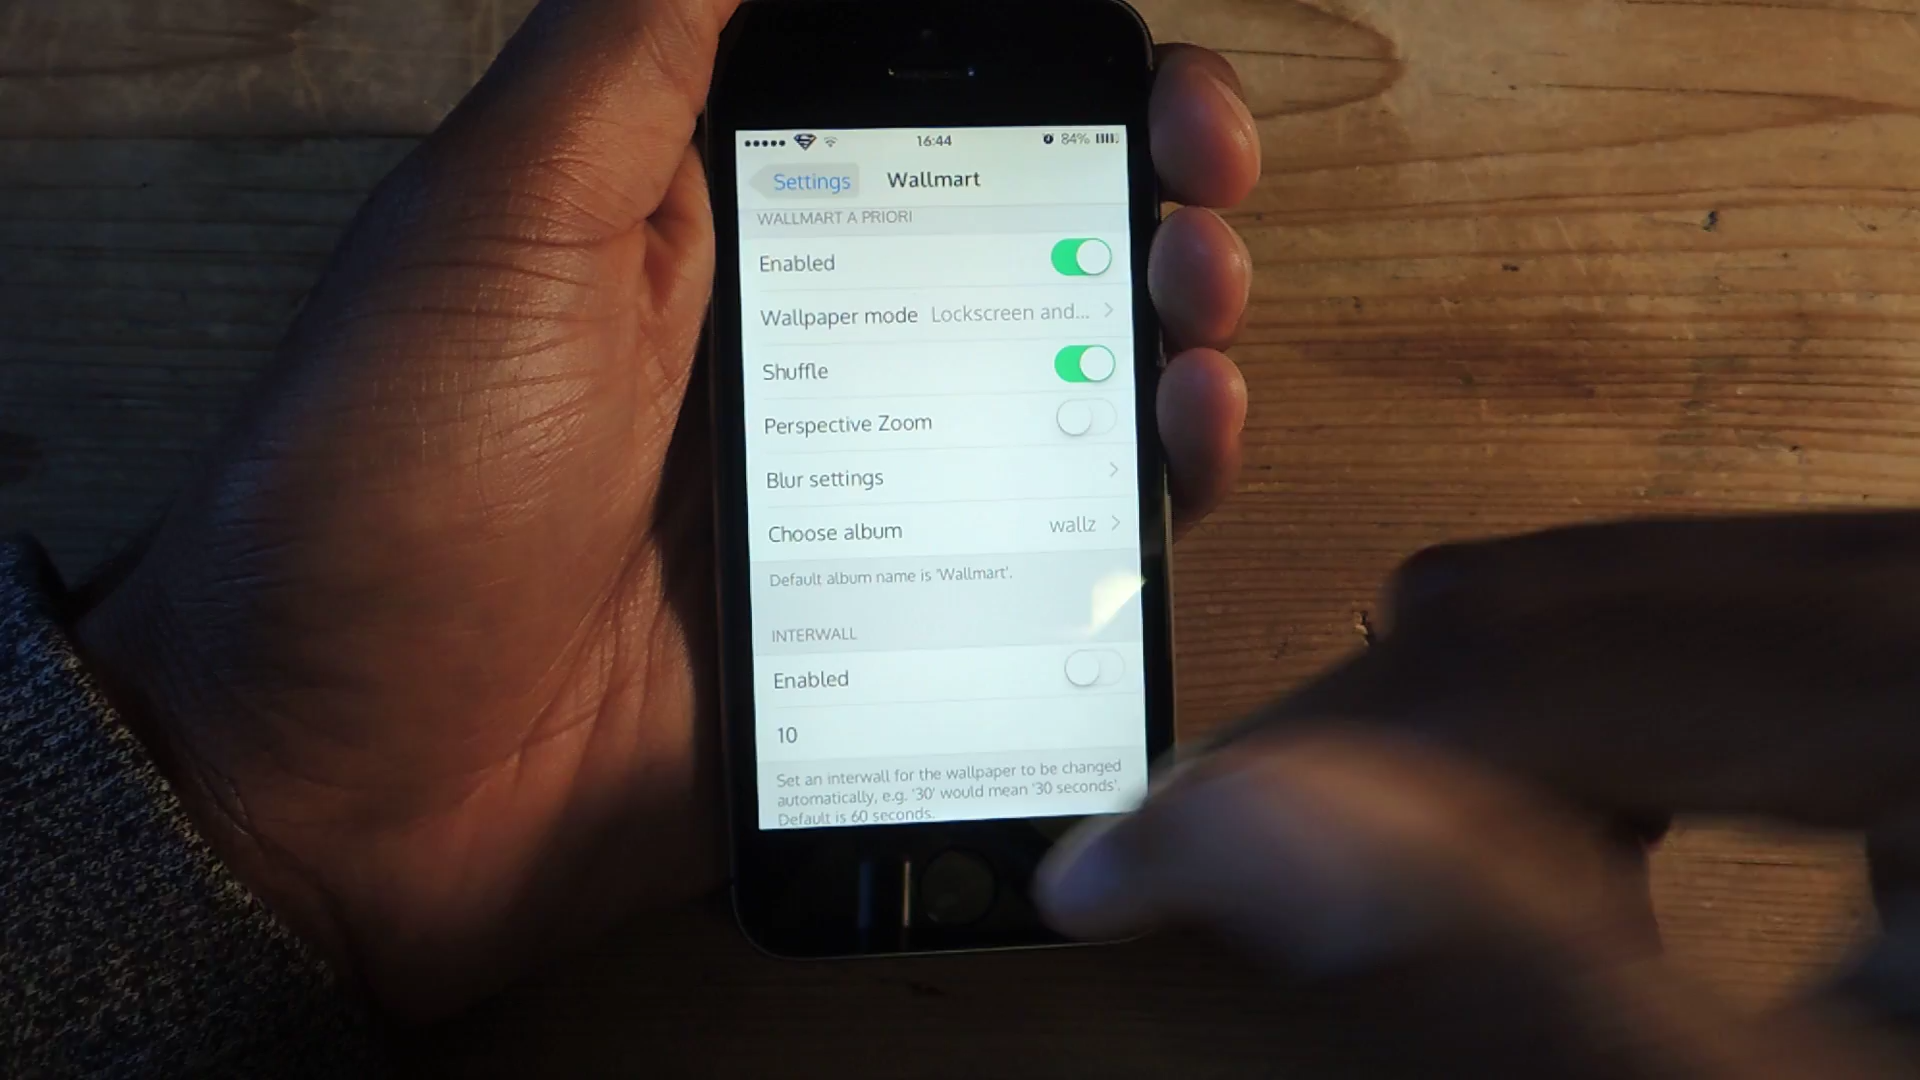 16:44 84%
Settings Wallmart
WALLMART A PRIORI
Enabled
Wallpaper mode Lockscreen and...
Shuffle
Perspective Zoom
Blur settings
Choose album wallz
Default album name is 'Wallmart'.
INTERWALL
Enabled
10
Set an interwall for the wallpaper to be changed
automatically, e.g. '30' would mean '30 seconds'.
Default is 60 seconds.